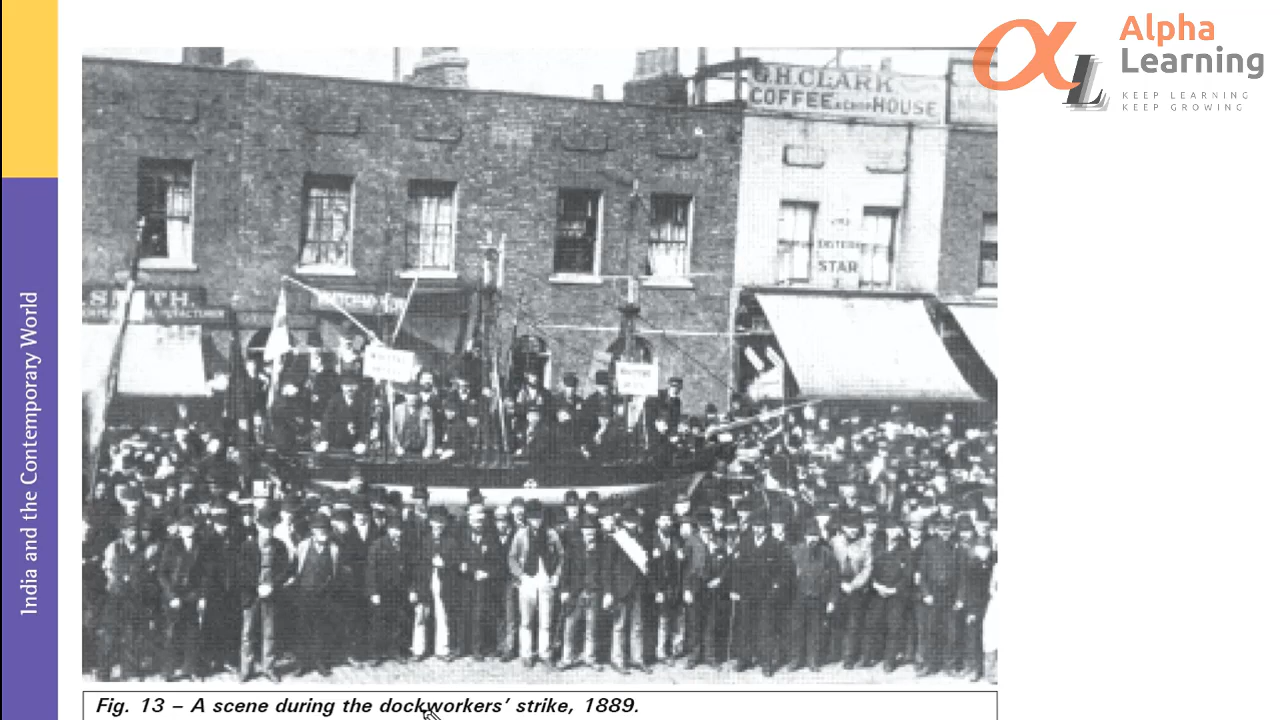 India and the Contemporary World
Alpha
Learning
KEEP LEARNING
KEEP GROWING
G.H.CLARK
COFFEE & CHOP HOUSE
STAR
SMITH.
Fig. 13 – A scene during the dockworkers’ strike, 1889.